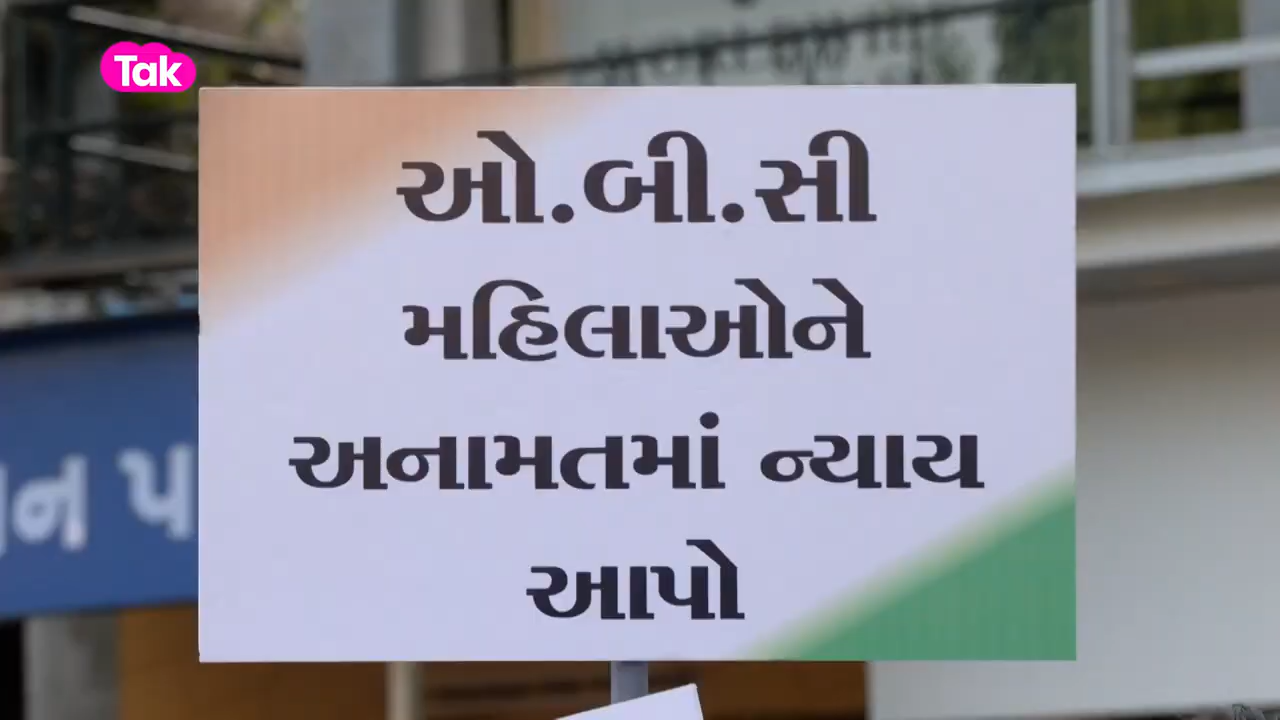 Tak
ઓ.બી.સી
મહિલાઓને
અનામતમાં ન્યાય
આપો
ન પ